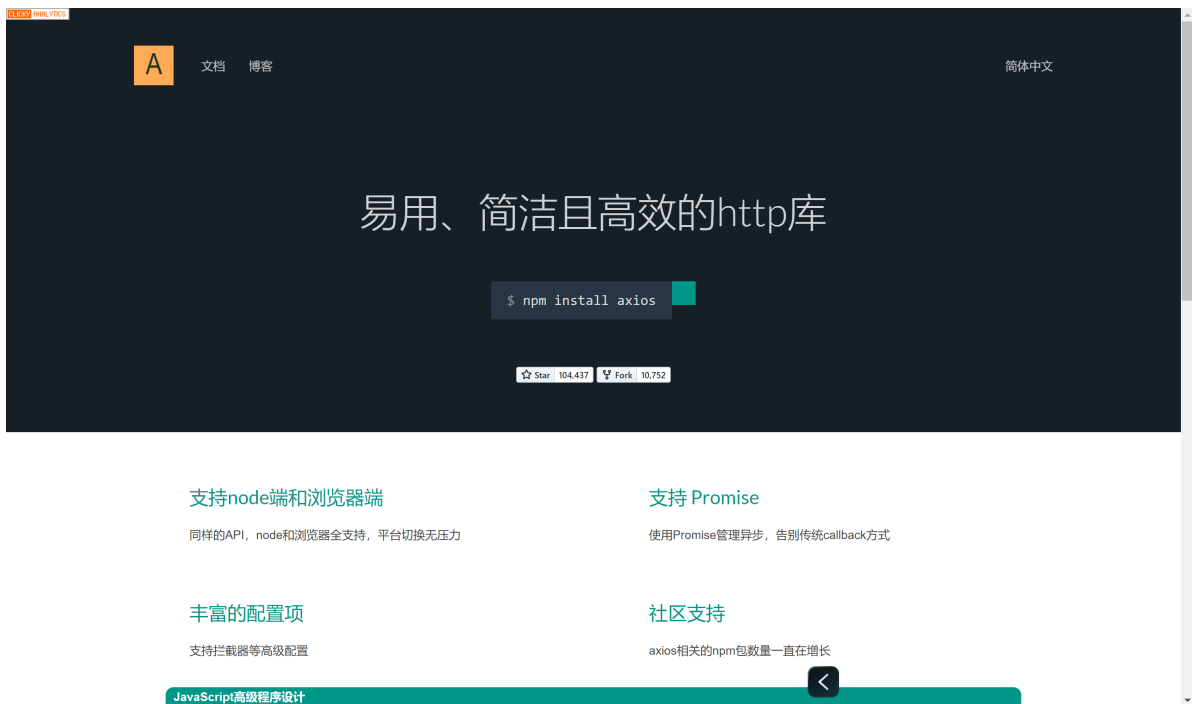 CLICKY ANALYTICS
A
文档 博客 简体中文
易用、简洁且高效的http库
$ npm install axios
Star 104,437 Fork 10,752
支持node端和浏览器端
同样的API，node和浏览器全支持，平台切换无压力
支持 Promise
使用Promise管理异步，告别传统callback方式
丰富的配置项
支持拦截器等高级配置
社区支持
axios相关的npm包数量一直在增长
JavaScript高级程序设计